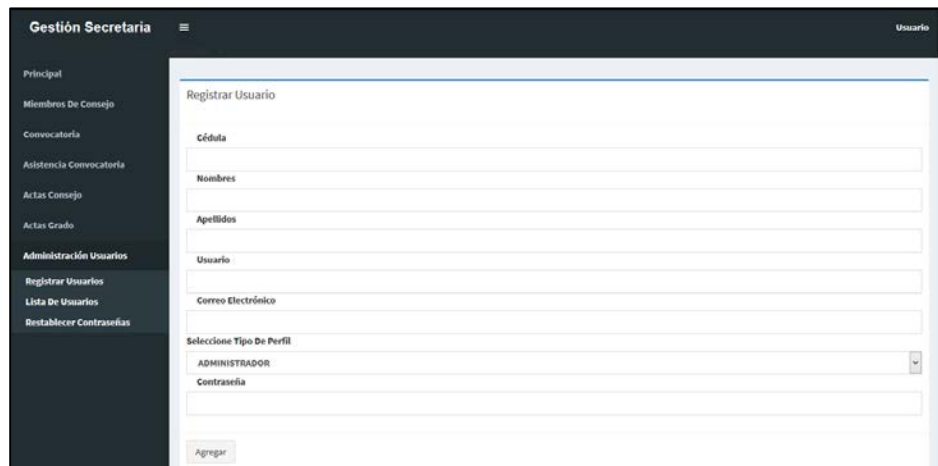 Gestión Secretaria
Usuario
Principal
Miembros De Consejo
Convocatoria
Asistencia Convocatoria
Actas Consejo
Actas Grado
Administración Usuarios
Registrar Usuarios
Lista De Usuarios
Restablecer Contraseñas
Registrar Usuario
Cédula
Nombres
Apellidos
Usuario
Correo Electrónico
Seleccione Tipo De Perfil
ADMINISTRADOR
Contraseña
Agregar